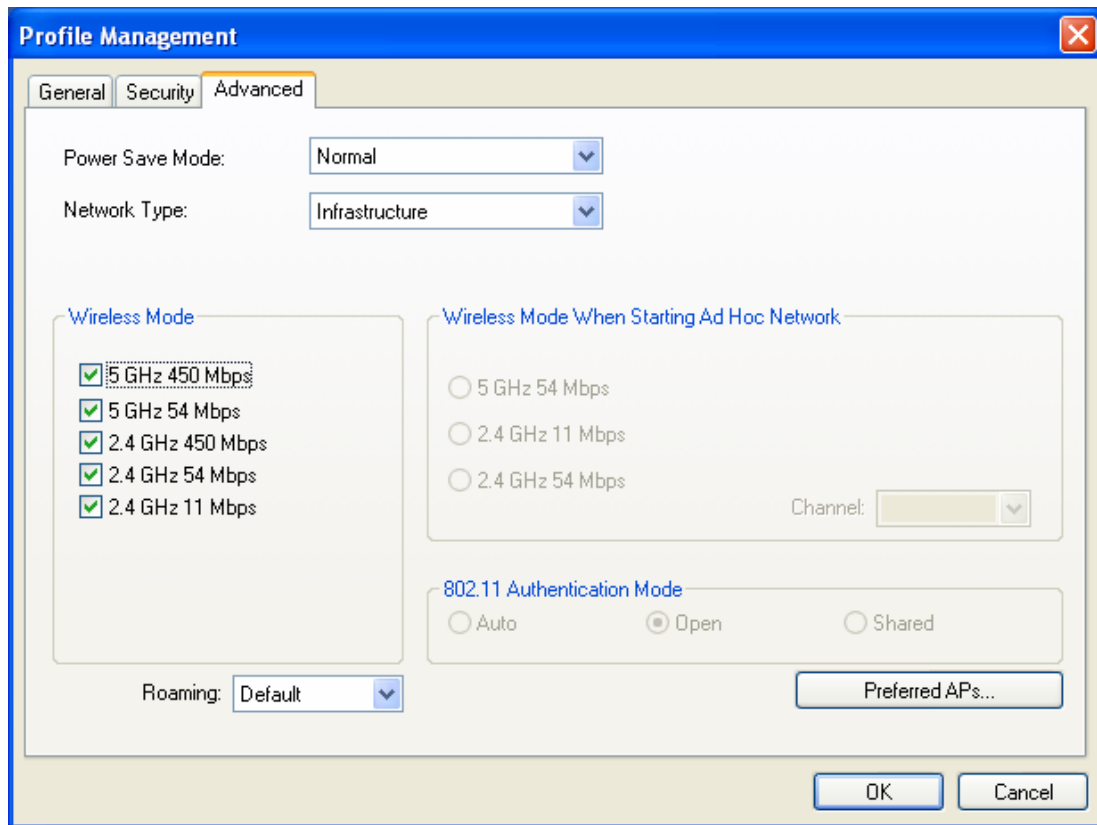 Profile Management
General Security Advanced
Power Save Mode: Normal
Network Type: Infrastructure
Wireless Mode
5 GHz 450 Mbps
5 GHz 54 Mbps
2.4 GHz 450 Mbps
2.4 GHz 54 Mbps
2.4 GHz 11 Mbps
Wireless Mode When Starting Ad Hoc Network
5 GHz 54 Mbps
2.4 GHz 11 Mbps
2.4 GHz 54 Mbps
Channel:
802.11 Authentication Mode
Auto Open Shared
Roaming: Default
Preferred APs...
OK Cancel